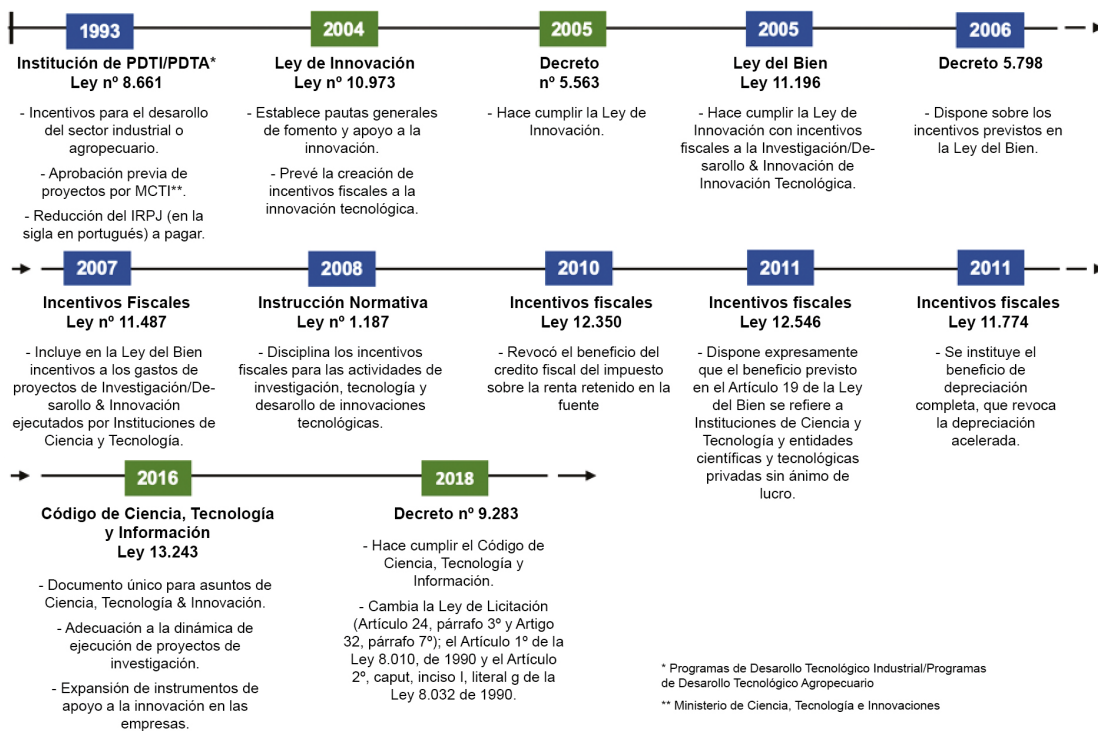 1993
Institución de PDTI/PDTA*
Ley nº 8.661
- Incentivos para el desarollo
del sector industrial o
agropecuario.
- Aprobación previa de
proyectos por MCTI**.
- Reducción del IRPJ (en la
sigla en portugués) a pagar.
2004
Ley de Innovación
Ley nº 10.973
- Establece pautas generales
de fomento y apoyo a la
innovación.
- Prevé la creación de
incentivos fiscales a la
innovación tecnológica.
2005
Decreto
nº 5.563
- Hace cumplir la Ley de
Innovación.
2005
Ley del Bien
Ley 11.196
- Hace cumplir la Ley de
Innovación con incentivos
fiscales a la Investigación/De-
sarollo & Innovación de
Innovación Tecnológica.
2006
Decreto 5.798
- Dispone sobre los
incentivos previstos en
la Ley del Bien.
2007
Incentivos Fiscales
Ley nº 11.487
- Incluye en la Ley del Bien
incentivos a los gastos de
proyectos de Investigación/De-
sarollo & Innovación
ejecutados por Instituciones de
Ciencia y Tecnología.
2008
Instrucción Normativa
Ley nº 1.187
- Disciplina los incentivos
fiscales para las actividades de
investigación, tecnología y
desarollo de innovaciones
tecnológicas.
2010
Incentivos fiscales
Ley 12.350
- Revocó el beneficio del
credito fiscal del impuesto
sobre la renta retenido en la
fuente
2011
Incentivos fiscales
Ley 12.546
- Dispone expresamente
que el beneficio previsto
en el Artículo 19 de la Ley
del Bien se refiere a
Instituciones de Ciencia y
Tecnología y entidades
científicas y tecnológicas
privadas sin ánimo de
lucro.
2011
Incentivos fiscales
Ley 11.774
- Se instituye el
beneficio de
depreciación
completa, que revoca
la depreciación
acelerada.
2016
Código de Ciencia, Tecnología
y Información
Ley 13.243
- Documento único para asuntos de
Ciencia, Tecnología & Innovación.
- Adecuación a la dinámica de
ejecución de proyectos de
investigación.
- Expansión de instrumentos de
apoyo a la innovación en las
empresas.
2018
Decreto nº 9.283
- Hace cumplir el Código de
Ciencia, Tecnología y
Información.
- Cambia la Ley de Licitación
(Artículo 24, párrafo 3º y Artigo
32, párrafo 7º); el Artículo 1º de la
Ley 8.010, de 1990 y el Artículo
2º, caput, inciso I, literal g de la
Ley 8.032 de 1990.
* Programas de Desarollo Tecnológico Industrial/Programas
de Desarollo Tecnológico Agropecuario
** Ministerio de Ciencia, Tecnología e Innovaciones